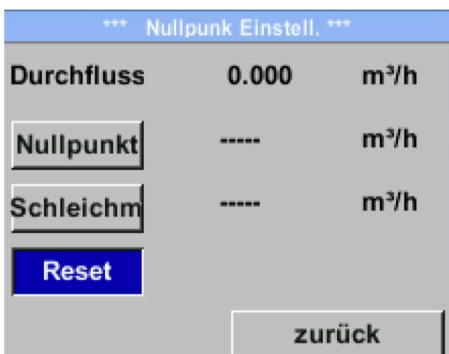 *** Nullpunk Einstell. ***
Durchfluss 0.000 m³/h
Nullpunkt ----- m³/h
Schleichm ----- m³/h
Reset
zurück